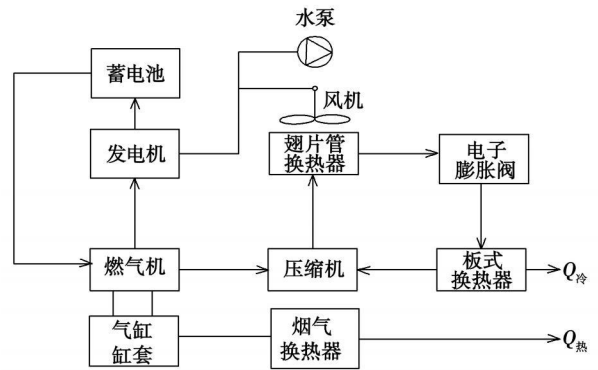 水泵
蓄电池
风机
发电机
翅片管
换热器
电子
膨胀阀
燃气机
压缩机
板式
换热器
Q冷
气缸
缸套
烟气
换热器
Q热